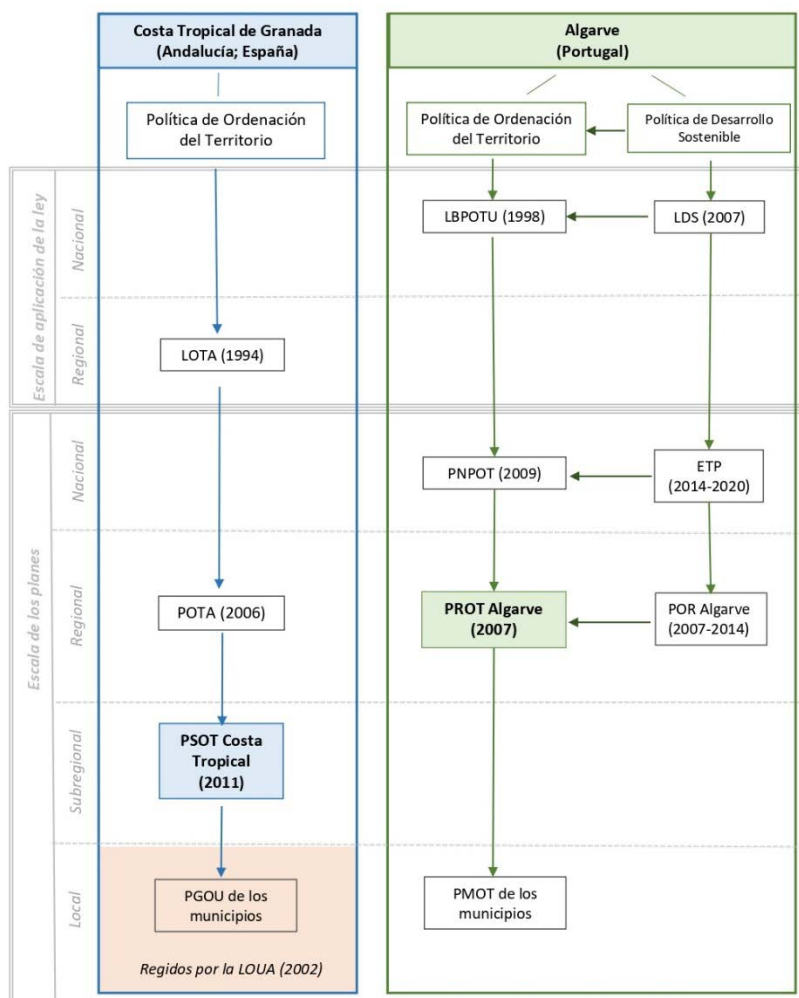 Costa Tropical de Granada
(Andalucía; España)
Algarve
(Portugal)
Política de Ordenación
del Territorio
Política de Ordenación
del Territorio
Política de Desarrollo
Sostenible
Escala de aplicación de la ley
Nacional
LBPOTU (1998)
LDS (2007)
Regional
LOTA (1994)
Escala de los planes
Nacional
PNPOT (2009)
ETP
(2014-2020)
Regional
POTA (2006)
PROT Algarve
(2007)
POR Algarve
(2007-2014)
Subregional
PSOT Costa
Tropical
(2011)
Local
PGOU de los
municipios
PMOT de los
municipios
Regidos por la LOUA (2002)